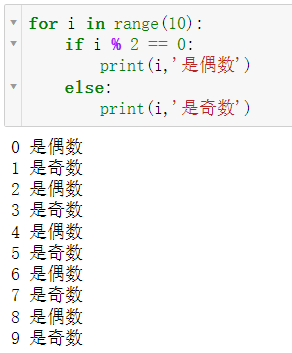 for i in range(10):
    if i % 2 == 0:
        print(i,'是偶数')
    else:
        print(i,'是奇数')
0 是偶数
1 是奇数
2 是偶数
3 是奇数
4 是偶数
5 是奇数
6 是偶数
7 是奇数
8 是偶数
9 是奇数